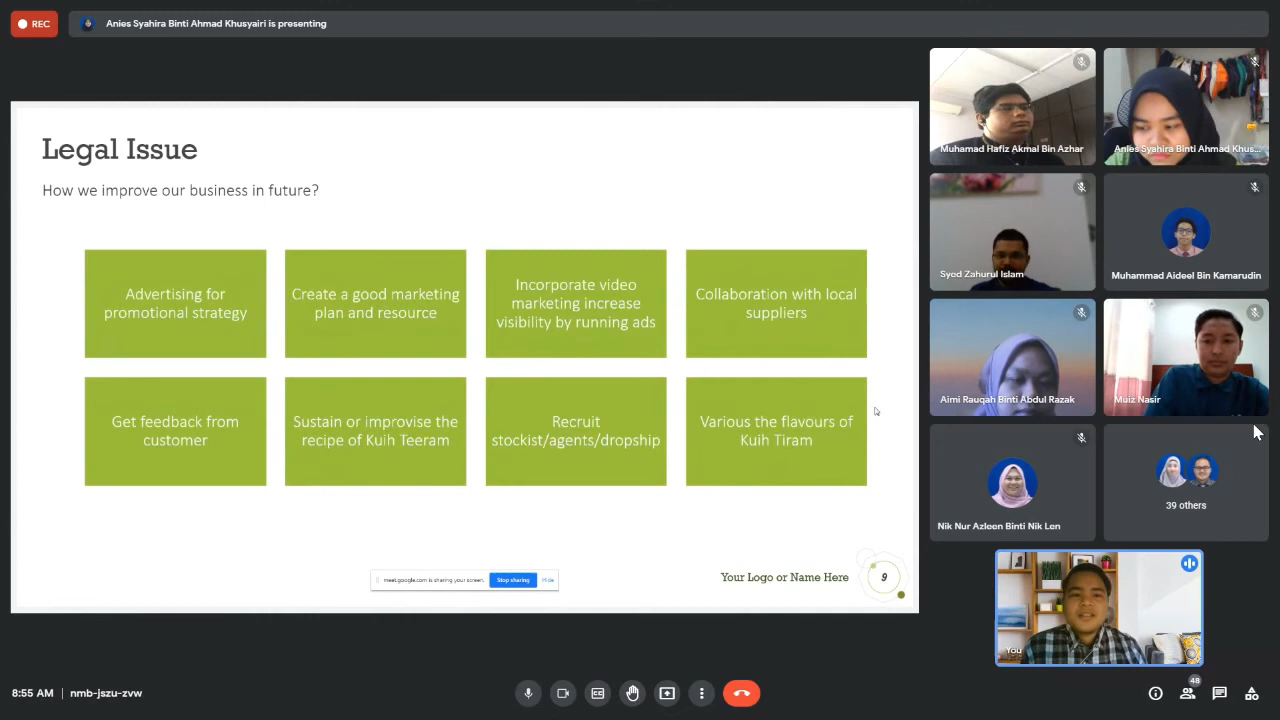 REC
Anies Syahira Binti Ahmad Khusyairi is presenting
Legal Issue
How we improve our business in future?
Advertising for
promotional strategy
Create a good marketing
plan and resource
Incorporate video
marketing increase
visibility by running ads
Collaboration with local
suppliers
Get feedback from
customer
Sustain or improvise the
recipe of Kuih Teeram
Recruit
stockist/agents/dropship
Various the flavours of
Kuih Tiram
meet.google.com is sharing your screen.
Stop sharing
Hide
Your Logo or Name Here
9
Muhamad Hafiz Akmal Bin Azhar
Anies Syahira Binti Ahmad Khus...
Syed Zahurul Islam
Muhammad Aideel Bin Kamarudin
Aimi Rauqah Binti Abdul Razak
Muiz Nasir
Nik Nur Azleen Binti Nik Len
39 others
You
8:55 AM
nmb-jszu-zvw
CC
48